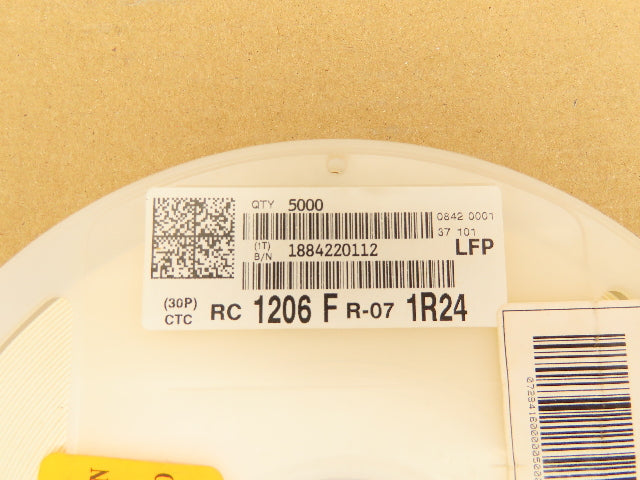 QTY 5000
0842 0001
37 101
(1T)
B/N 1884220112 LFP
(30P)
CTC RC 1206 F R-07 1R24